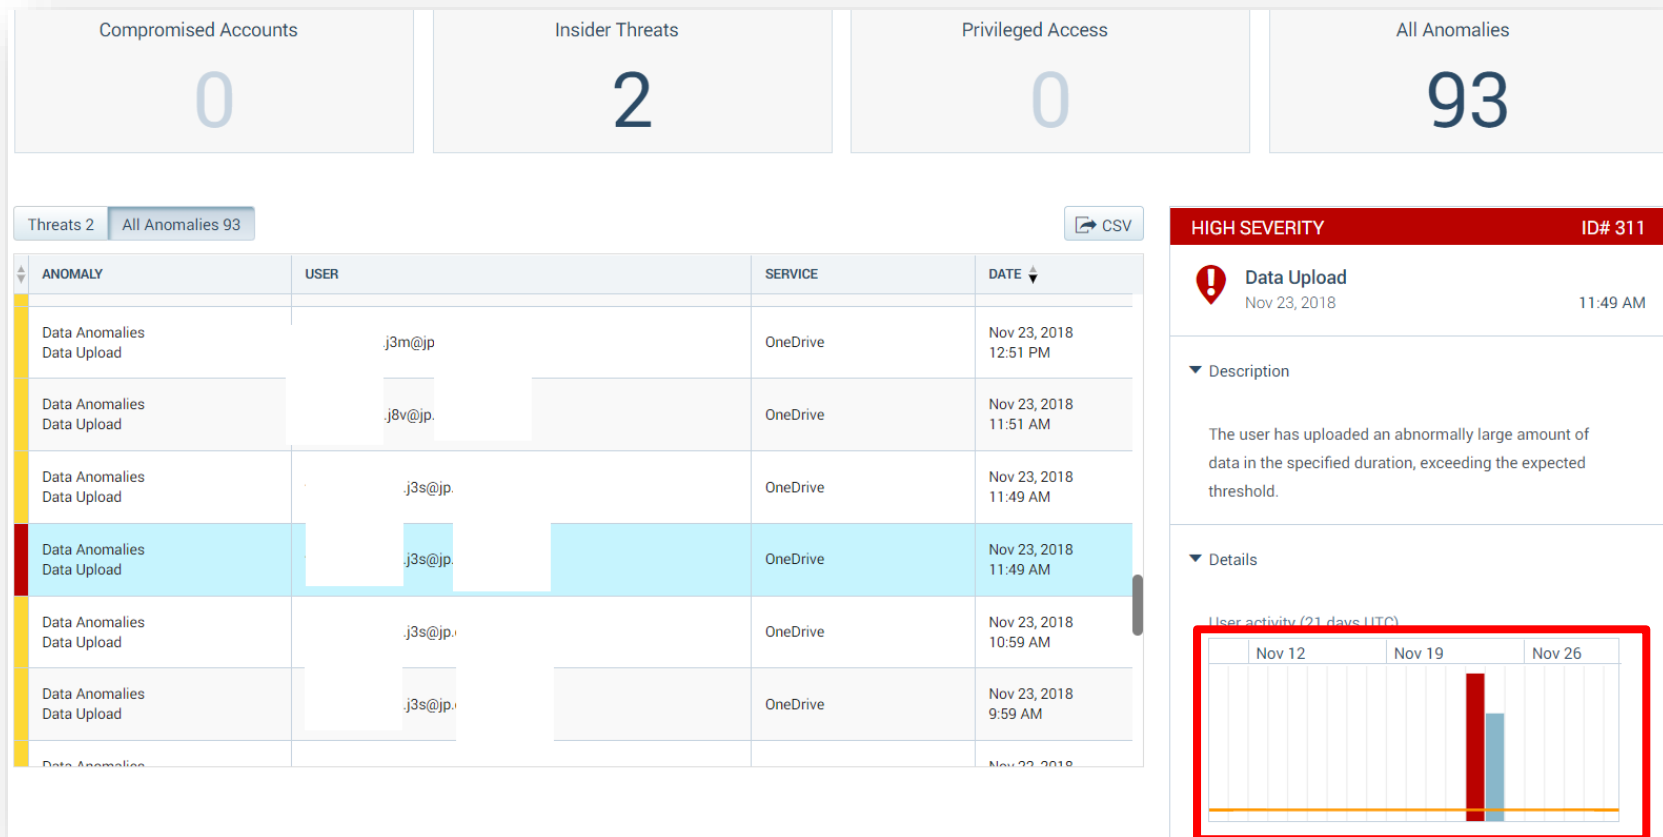 Compromised Accounts
0
Insider Threats
2
Privileged Access
0
All Anomalies
93
Threats 2
All Anomalies 93
CSV
ANOMALY USER SERVICE DATE
Data Anomalies
Data Upload
.j3m@jp
OneDrive
Nov 23, 2018
12:51 PM
Data Anomalies
Data Upload
.j8v@jp.
OneDrive
Nov 23, 2018
11:51 AM
Data Anomalies
Data Upload
.j3s@jp.
OneDrive
Nov 23, 2018
11:49 AM
Data Anomalies
Data Upload
.j3s@jp.
OneDrive
Nov 23, 2018
11:49 AM
Data Anomalies
Data Upload
.j3s@jp.
OneDrive
Nov 23, 2018
10:59 AM
Data Anomalies
Data Upload
.j3s@jp.
OneDrive
Nov 23, 2018
9:59 AM
Data Anomalies
HIGH SEVERITY ID# 311
Data Upload
Nov 23, 2018 11:49 AM
Description
The user has uploaded an abnormally large amount of
data in the specified duration, exceeding the expected
threshold.
Details
User activity (21 days UTC)
Nov 12 Nov 19 Nov 26